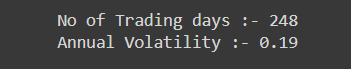 No of Trading days :- 248
Annual Volatility :- 0.19